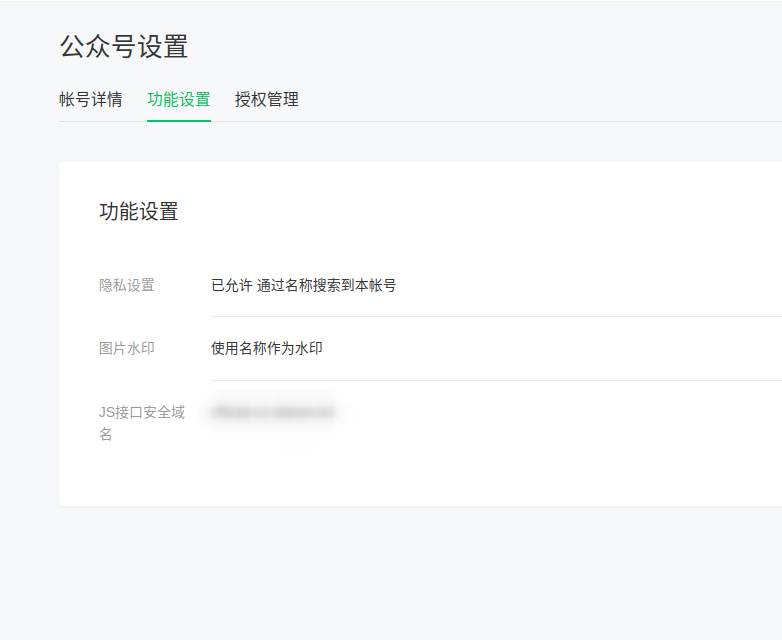 公众号设置
帐号详情 功能设置 授权管理
功能设置
隐私设置 已允许 通过名称搜索到本帐号
图片水印 使用名称作为水印
JS接口安全域
名